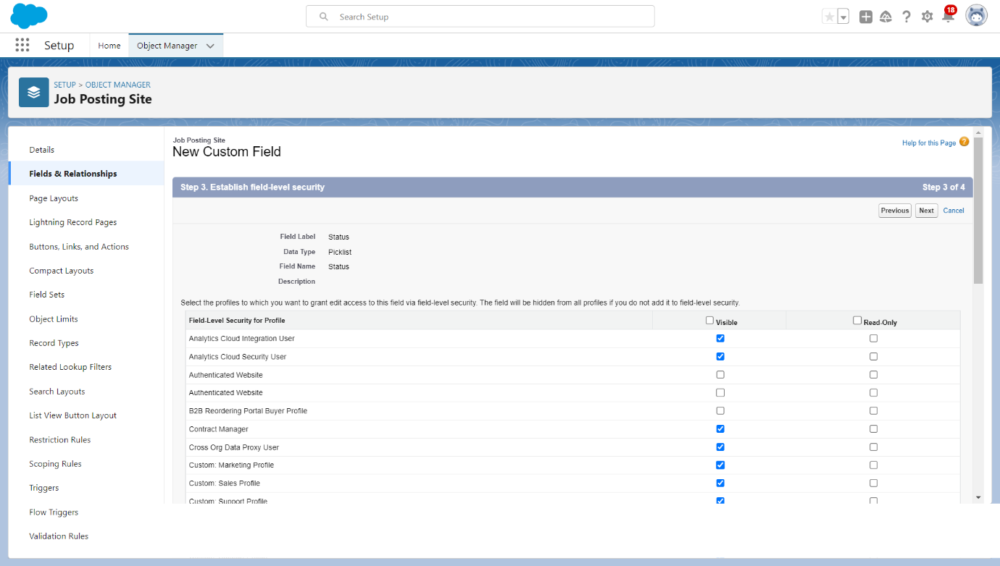 Search Setup
18
Setup
Home
Object Manager
SETUP > OBJECT MANAGER
Job Posting Site
Details
Fields & Relationships
Page Layouts
Lightning Record Pages
Buttons, Links, and Actions
Compact Layouts
Field Sets
Object Limits
Record Types
Related Lookup Filters
Search Layouts
List View Button Layout
Restriction Rules
Scoping Rules
Triggers
Flow Triggers
Validation Rules
Job Posting Site
New Custom Field
Help for this Page ?
Step 3. Establish field-level security
Step 3 of 4
Previous Next Cancel
Field Label Status
Data Type Picklist
Field Name Status
Description
Select the profiles to which you want to grant edit access to this field via field-level security. The field will be hidden from all profiles if you do not add it to field-level security.
Field-Level Security for Profile Visible Read-Only
Analytics Cloud Integration User
Analytics Cloud Security User
Authenticated Website
Authenticated Website
B2B Reordering Portal Buyer Profile
Contract Manager
Cross Org Data Proxy User
Custom: Marketing Profile
Custom: Sales Profile
Custom: Support Profile